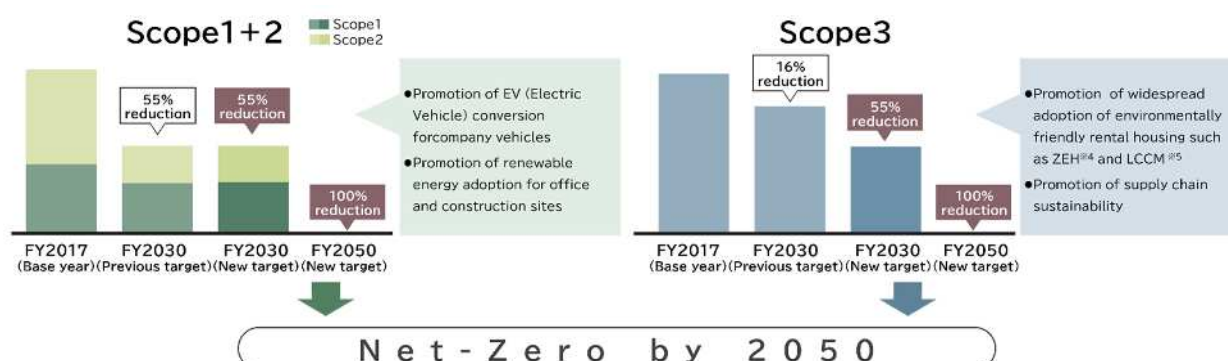 Scope1+2
Scope1
Scope2
55%
reduction
55%
reduction
100%
reduction
FY2017
(Base year)
FY2030
(Previous target)
FY2030
(New target)
FY2050
(New target)
●Promotion of EV (Electric
Vehicle) conversion
forcompany vehicles
●Promotion of renewable
energy adoption for office
and construction sites
Scope3
16%
reduction
55%
reduction
100%
reduction
FY2017
(Base year)
FY2030
(Previous target)
FY2030
(New target)
FY2050
(New target)
●Promotion of widespread
adoption of environmentally
friendly rental housing such
as ZEH※4 and LCCM ※5
●Promotion of supply chain
sustainability
Net-Zero by 2050